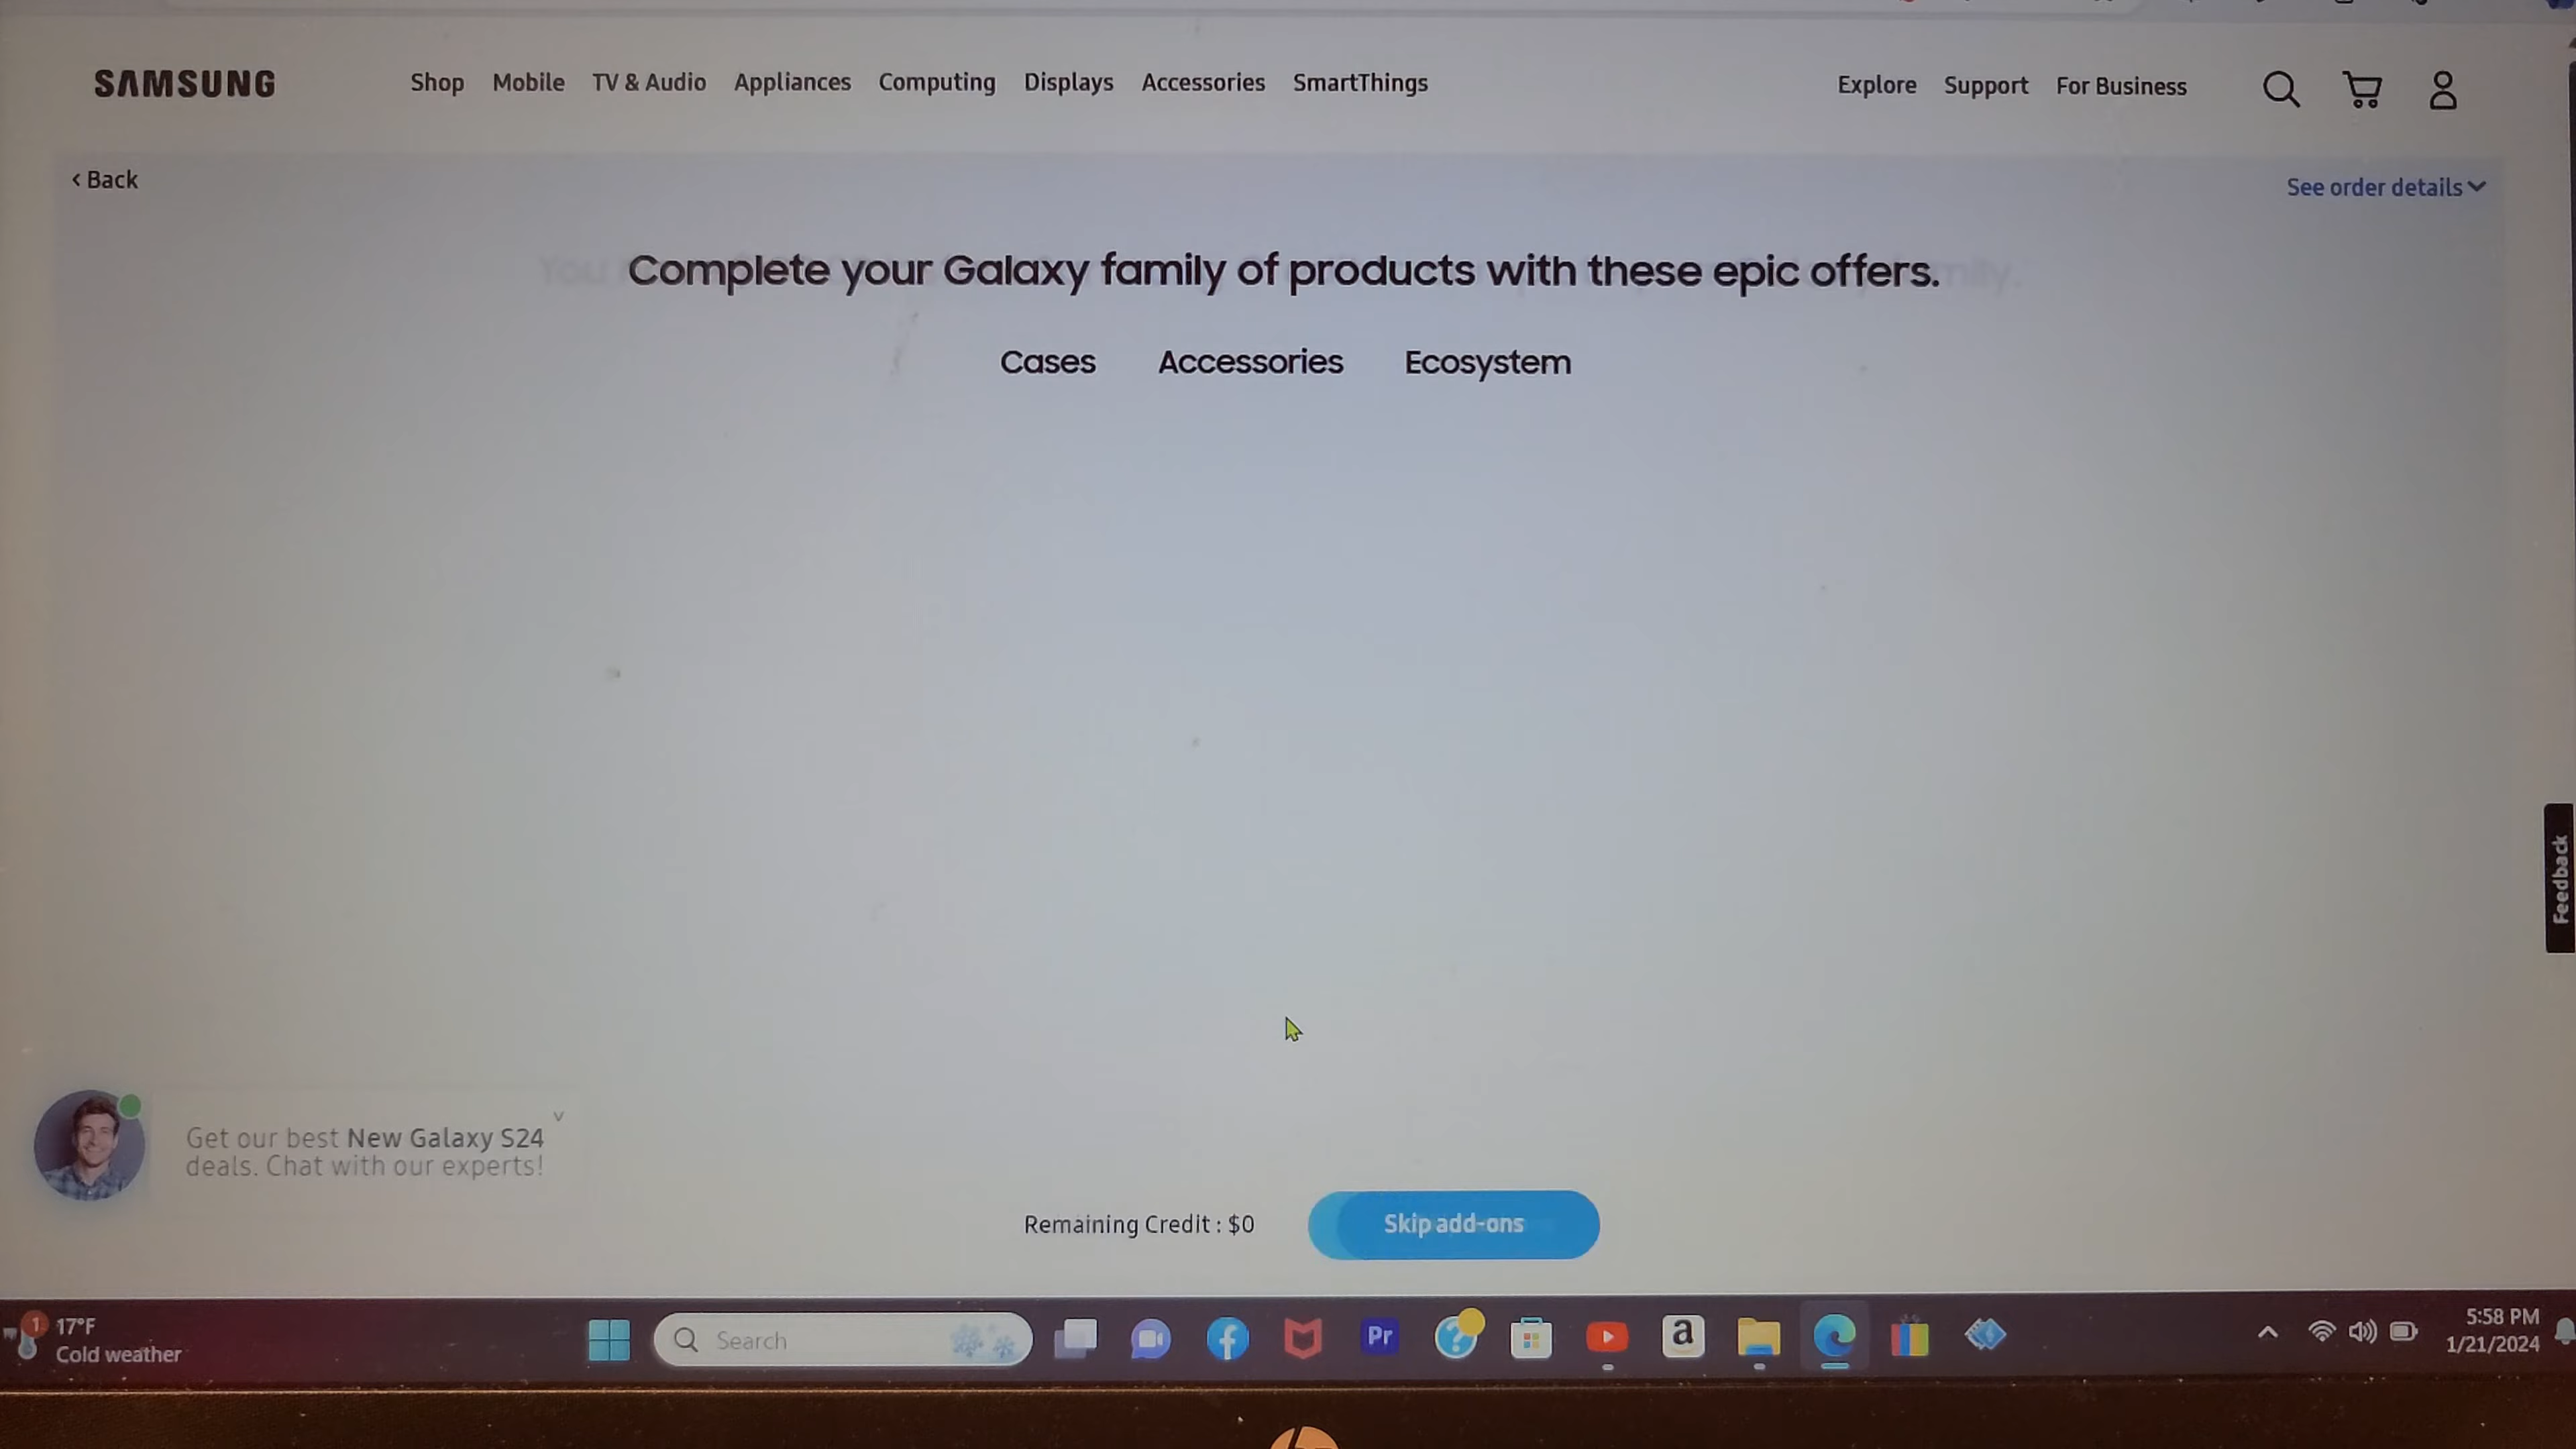 SAMSUNG
Shop Mobile TV & Audio Appliances Computing Displays Accessories SmartThings
Explore Support For Business
< Back
See order details
Complete your Galaxy family of products with these epic offers.
Cases Accessories Ecosystem
Feedback
Get our best New Galaxy S24
deals. Chat with our experts!
Remaining Credit : $0
Skip add-ons
1
17°F
Cold weather
Search
Pr
a
5:58 PM
1/21/2024